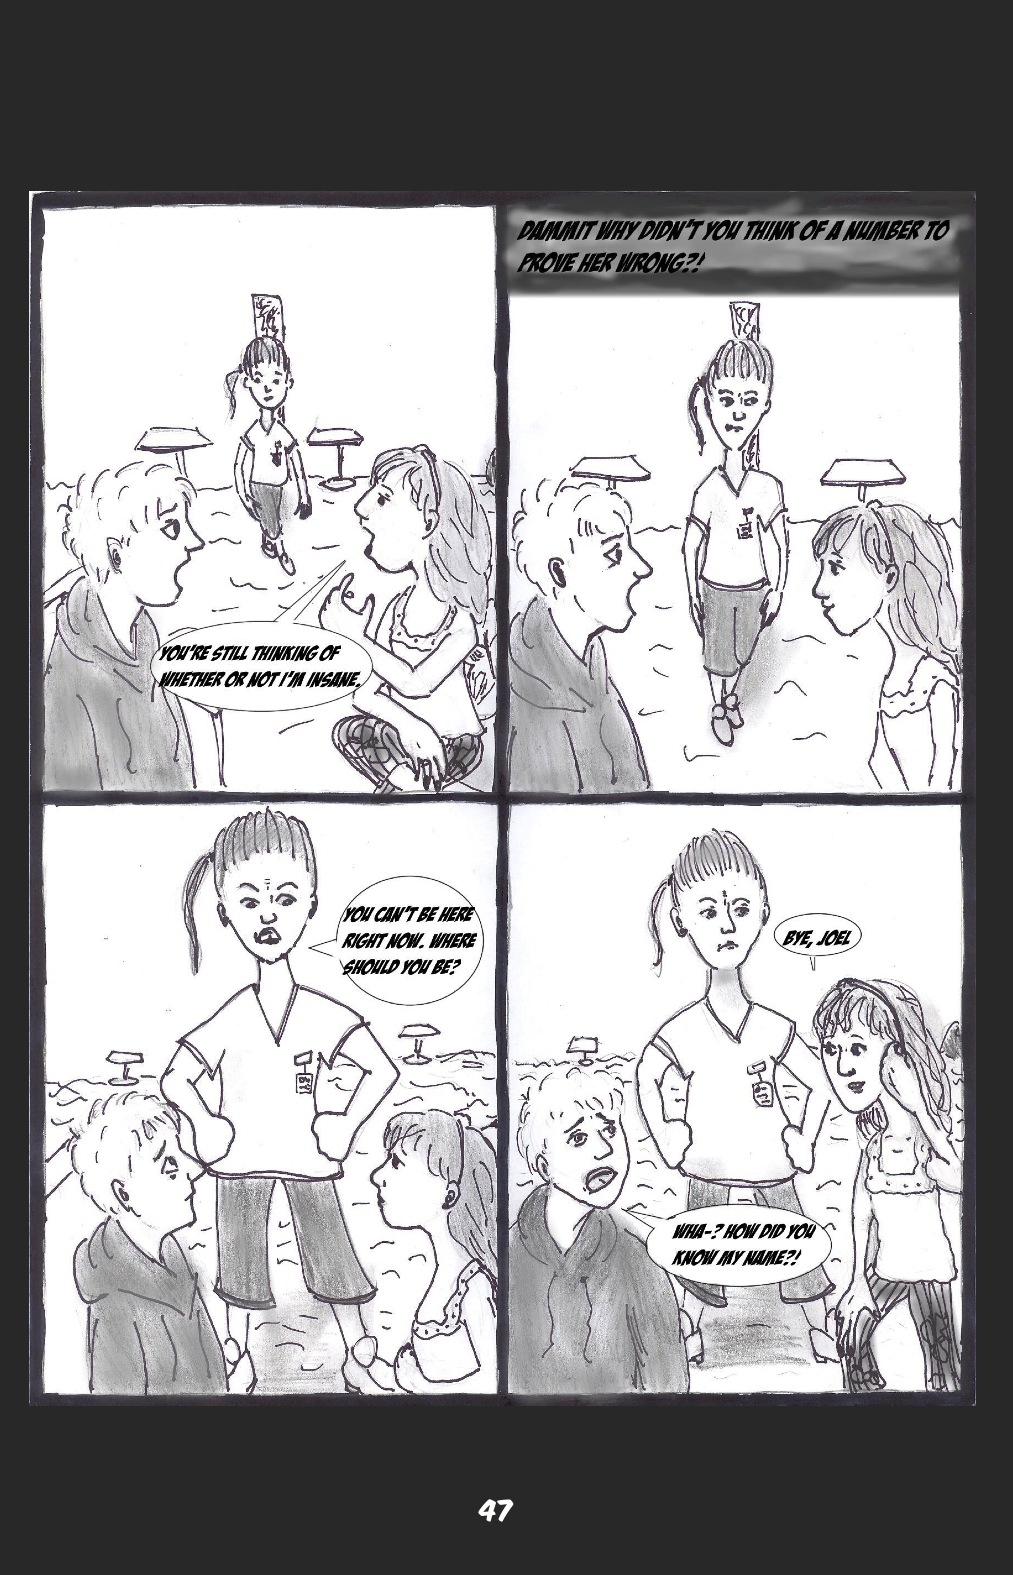 YOU'RE STILL THINKING OF
WHETHER OR NOT I'M INSANE.
DAMMIT WHY DIDN'T YOU THINK OF A NUMBER TO
PROVE HER WRONG?!
YOU CAN'T BE HERE
RIGHT NOW. WHERE
SHOULD YOU BE?
BYE, JOEL
WHA-? HOW DID YOU
KNOW MY NAME?!
47